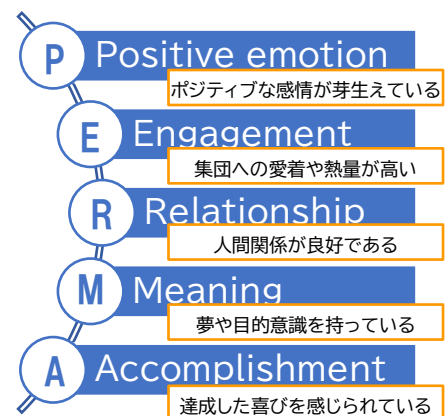 P Positive emotion
ポジティブな感情が芽生えている
E Engagement
集団への愛着や熱量が高い
R Relationship
人間関係が良好である
M Meaning
夢や目的意識を持っている
A Accomplishment
達成した喜びを感じられている